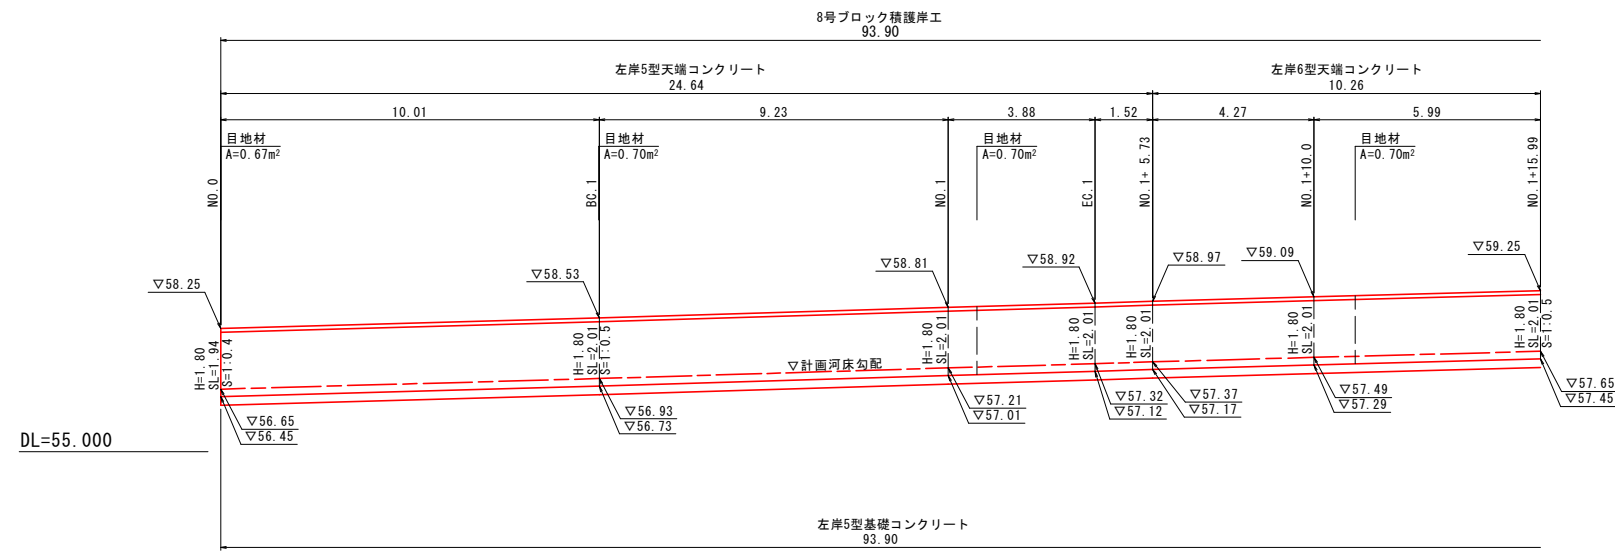 8号ブロック積護岸工
93.90
左岸5型天端コンクリート
24.64
左岸6型天端コンクリート
10.26
10.01
9.23
3.88
1.52
4.27
5.99
目地材
A=0.67m²
目地材
A=0.70m²
目地材
A=0.70m²
目地材
A=0.70m²
NO.0
BC.1
NO.1
EC.1
NO.1+ 5.73
NO.1+10.0
NO.1+15.99
▽58.25
▽58.53
▽58.81
▽58.92
▽58.97
▽59.09
▽59.25
H=1.80
SL=1.94
S=1:0.4
H=1.80
SL=2.01
S=1:0.5
H=1.80
SL=2.01
H=1.80
SL=2.01
H=1.80
SL=2.01
H=1.80
SL=2.01
H=1.80
SL=2.01
S=1:0.5
▽計画河床勾配
▽56.65
▽56.45
▽56.93
▽56.73
▽57.21
▽57.01
▽57.32
▽57.12
▽57.37
▽57.17
▽57.49
▽57.29
▽57.65
▽57.45
DL=55.000
左岸5型基礎コンクリート
93.90